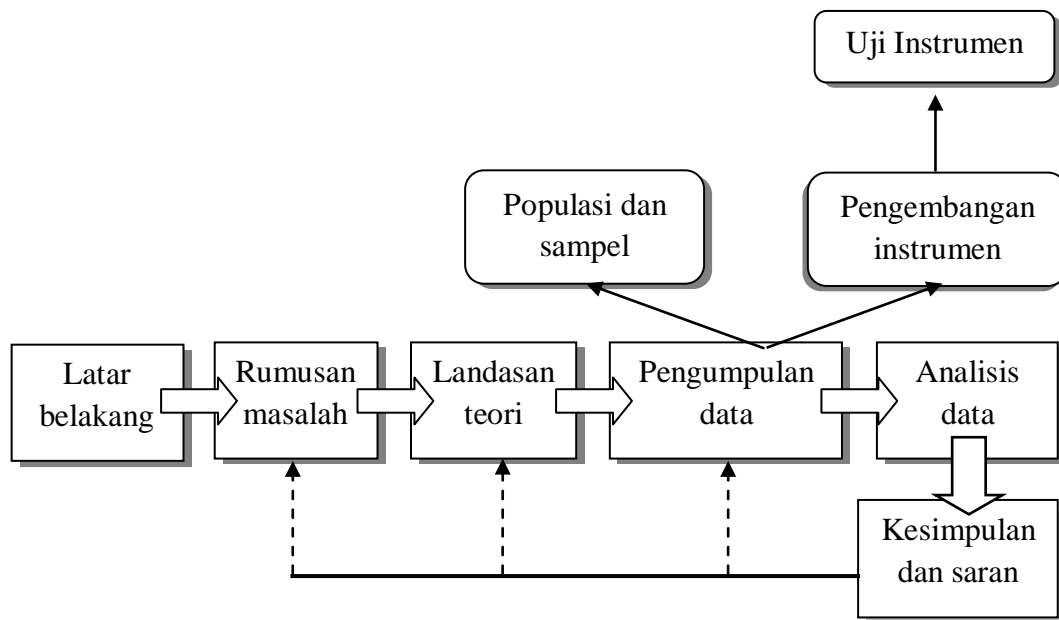 Uji Instrumen
Populasi dan
sampel
Pengembangan
instrumen
Latar
belakang
Rumusan
masalah
Landasan
teori
Pengumpulan
data
Analisis
data
Kesimpulan
dan saran